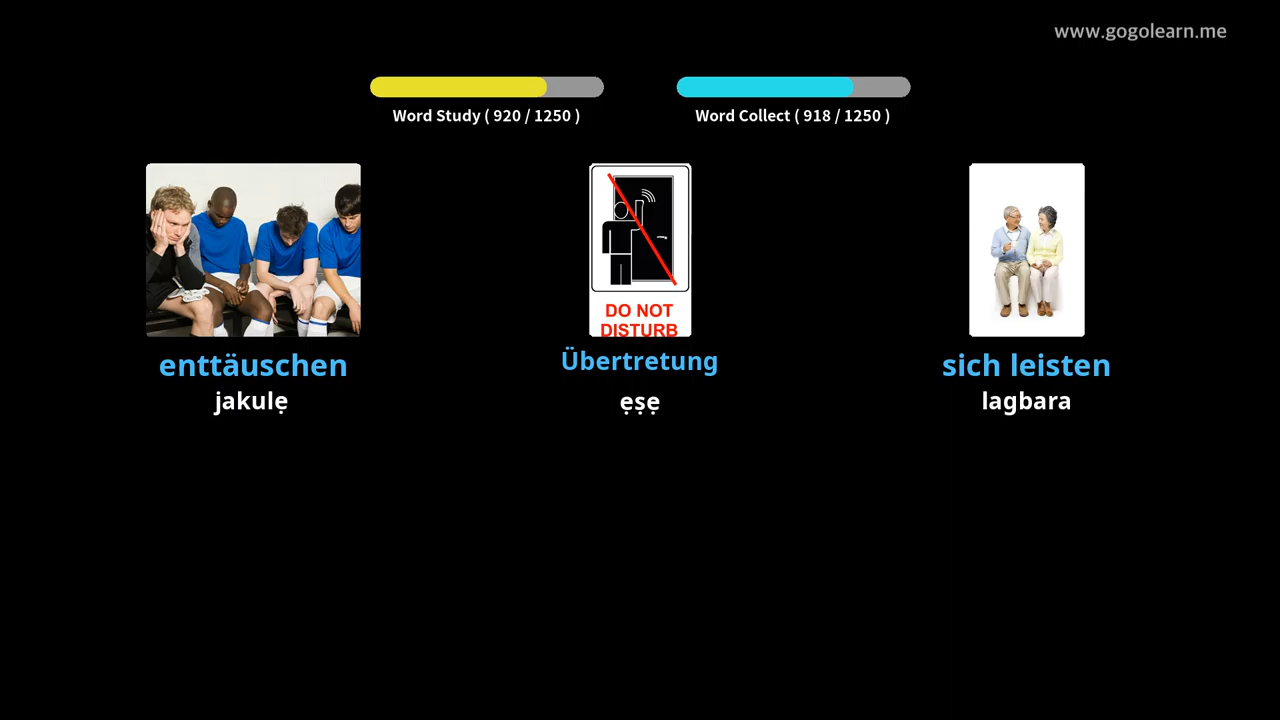 www.gogolearn.me
Word Study ( 920 / 1250 )
Word Collect ( 918 / 1250 )
DO NOT
DISTURB
enttäuschen
Übertretung
sich leisten
jakulẹ
ẹṣẹ
lagbara